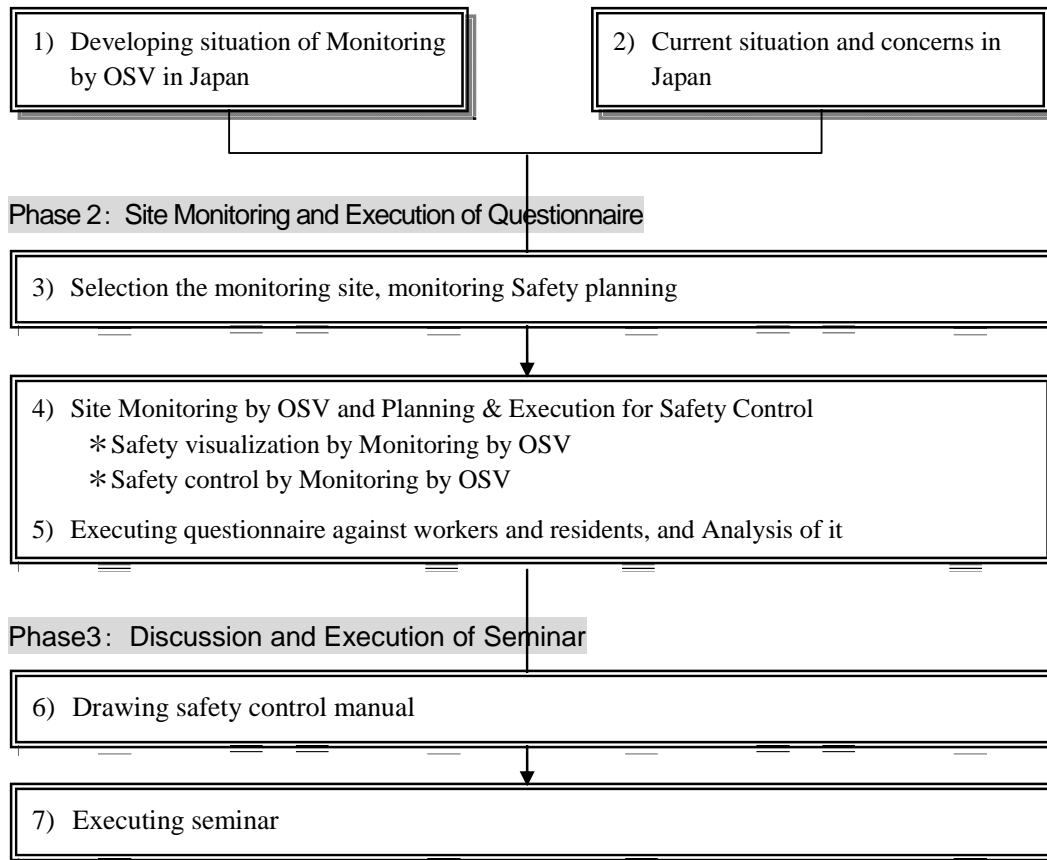 1) Developing situation of Monitoring
by OSV in Japan
2) Current situation and concerns in
Japan
Phase 2: Site Monitoring and Execution of Questionnaire
3) Selection the monitoring site, monitoring Safety planning
4) Site Monitoring by OSV and Planning & Execution for Safety Control
＊Safety visualization by Monitoring by OSV
＊Safety control by Monitoring by OSV
5) Executing questionnaire against workers and residents, and Analysis of it
Phase3: Discussion and Execution of Seminar
6) Drawing safety control manual
7) Executing seminar